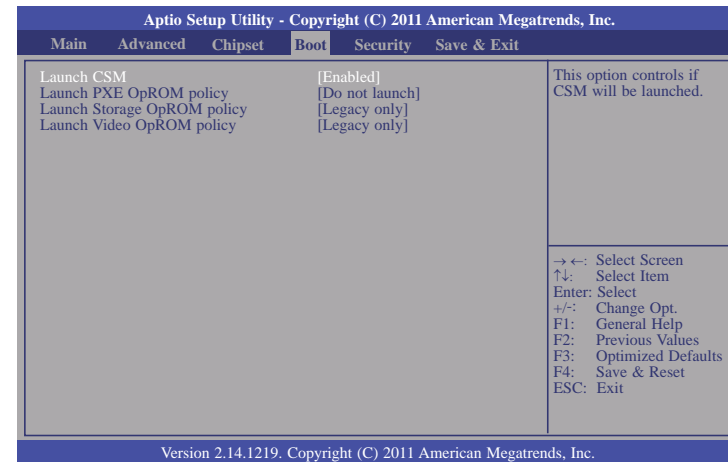 Aptio Setup Utility - Copyright (C) 2011 American Megatrends, Inc.
Main Advanced Chipset Boot Security Save & Exit
Launch CSM [Enabled]
Launch PXE OpROM policy [Do not launch]
Launch Storage OpROM policy [Legacy only]
Launch Video OpROM policy [Legacy only]
This option controls if
CSM will be launched.
→←: Select Screen
↑↓: Select Item
Enter: Select
+/-: Change Opt.
F1: General Help
F2: Previous Values
F3: Optimized Defaults
F4: Save & Reset
ESC: Exit
Version 2.14.1219. Copyright (C) 2011 American Megatrends, Inc.